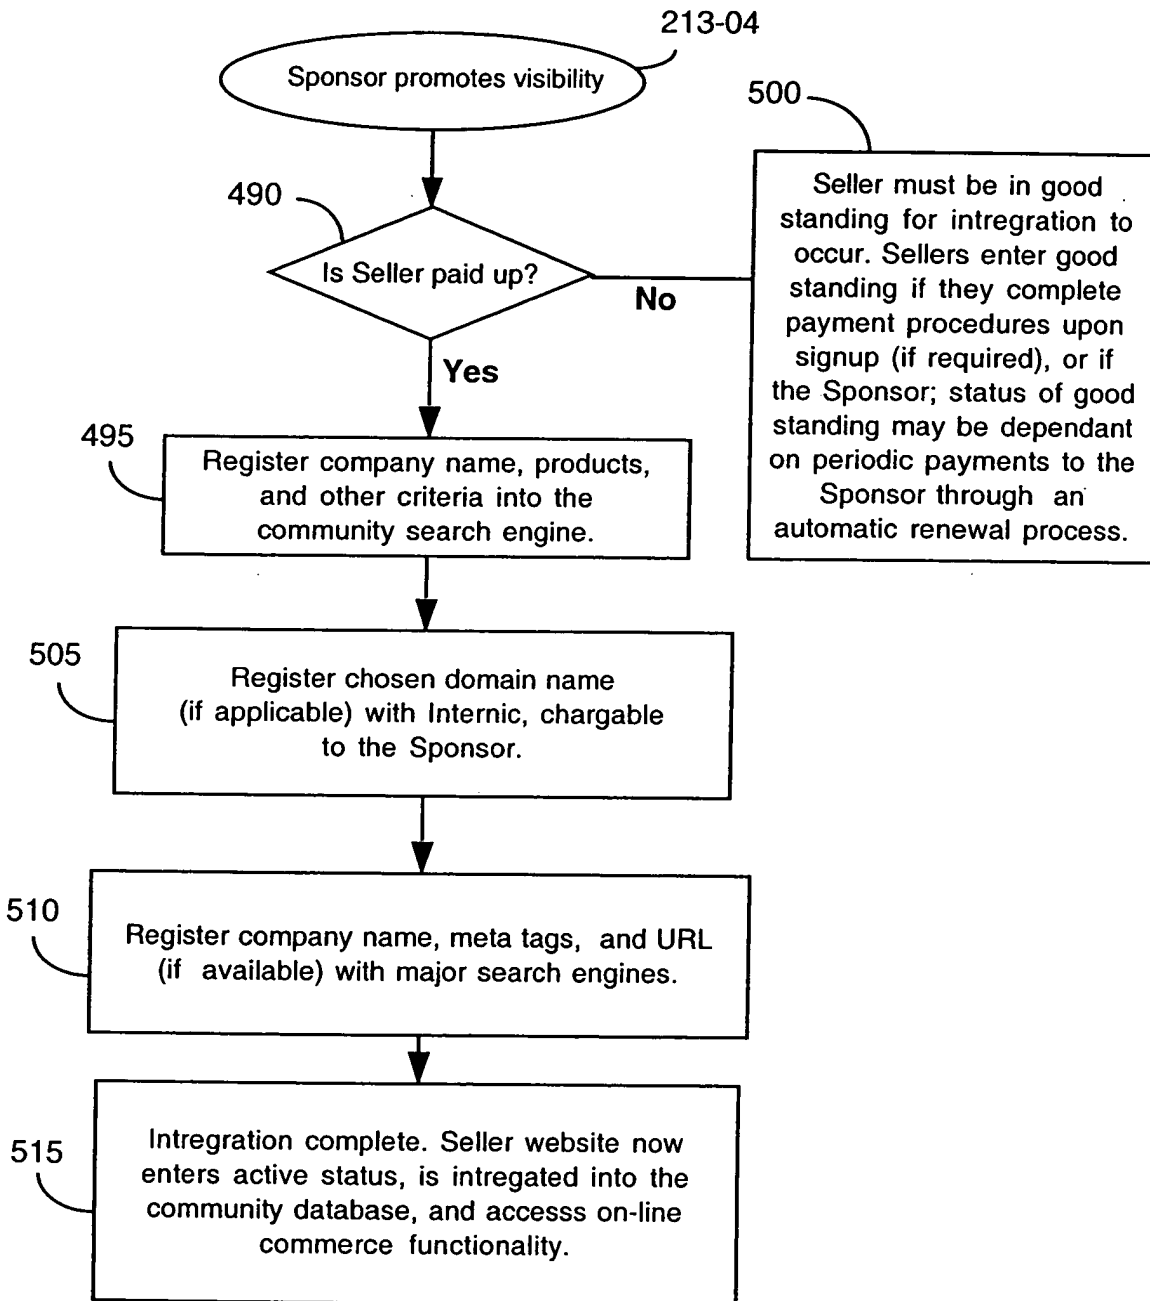 213-04
Sponsor promotes visibility
490
Is Seller paid up?
No
Yes
500
Seller must be in good
standing for intregration to
occur. Sellers enter good
standing if they complete
payment procedures upon
signup (if required), or if
the Sponsor; status of good
standing may be dependant
on periodic payments to the
Sponsor through an
automatic renewal process.
495
Register company name, products,
and other criteria into the
community search engine.
505
Register chosen domain name
(if applicable) with Internic, chargable
to the Sponsor.
510
Register company name, meta tags, and URL
(if available) with major search engines.
515
Intregration complete. Seller website now
enters active status, is intregated into the
community database, and accesss on-line
commerce functionality.